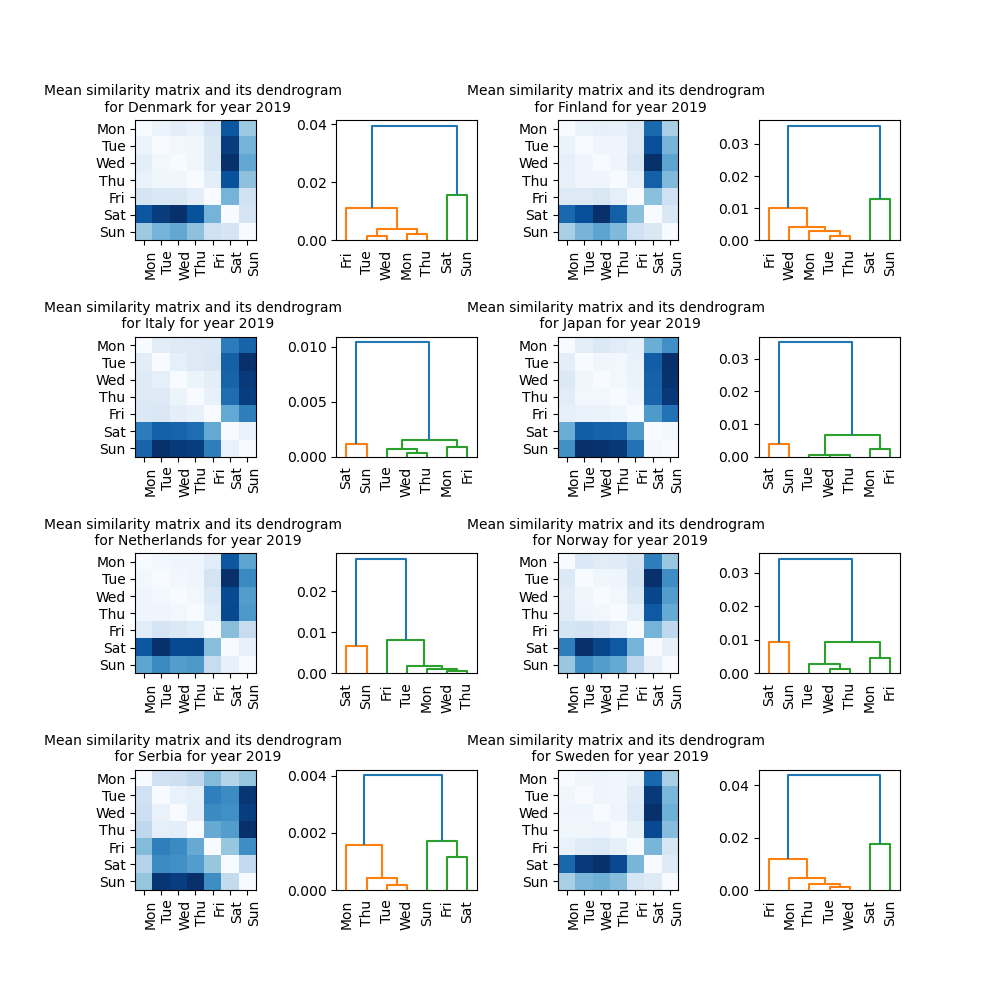 Mean similarity matrix and its dendrogram
for Denmark for year 2019
Mon
Tue
Wed
Thu
Fri
Sat
Sun
Mon Tue Wed Thu Fri Sat Sun
0.04
0.02
0.00
Fri Tue Wed Mon Thu Sat Sun
Mean similarity matrix and its dendrogram
for Finland for year 2019
Mon
Tue
Wed
Thu
Fri
Sat
Sun
Mon Tue Wed Thu Fri Sat Sun
0.03
0.02
0.01
0.00
Fri Wed Mon Tue Thu Sat Sun
Mean similarity matrix and its dendrogram
for Italy for year 2019
Mon
Tue
Wed
Thu
Fri
Sat
Sun
Mon Tue Wed Thu Fri Sat Sun
0.010
0.005
0.000
Sat Sun Tue Wed Thu Mon Fri
Mean similarity matrix and its dendrogram
for Japan for year 2019
Mon
Tue
Wed
Thu
Fri
Sat
Sun
Mon Tue Wed Thu Fri Sat Sun
0.03
0.02
0.01
0.00
Sat Sun Tue Wed Thu Mon Fri
Mean similarity matrix and its dendrogram
for Netherlands for year 2019
Mon
Tue
Wed
Thu
Fri
Sat
Sun
Mon Tue Wed Thu Fri Sat Sun
0.02
0.01
0.00
Sat Sun Fri Tue Mon Wed Thu
Mean similarity matrix and its dendrogram
for Norway for year 2019
Mon
Tue
Wed
Thu
Fri
Sat
Sun
Mon Tue Wed Thu Fri Sat Sun
0.03
0.02
0.01
0.00
Sat Sun Tue Wed Thu Mon Fri
Mean similarity matrix and its dendrogram
for Serbia for year 2019
Mon
Tue
Wed
Thu
Fri
Sat
Sun
Mon Tue Wed Thu Fri Sat Sun
0.004
0.002
0.000
Mon Thu Tue Wed Sun Fri Sat
Mean similarity matrix and its dendrogram
for Sweden for year 2019
Mon
Tue
Wed
Thu
Fri
Sat
Sun
Mon Tue Wed Thu Fri Sat Sun
0.04
0.02
0.00
Fri Mon Thu Tue Wed Sat Sun